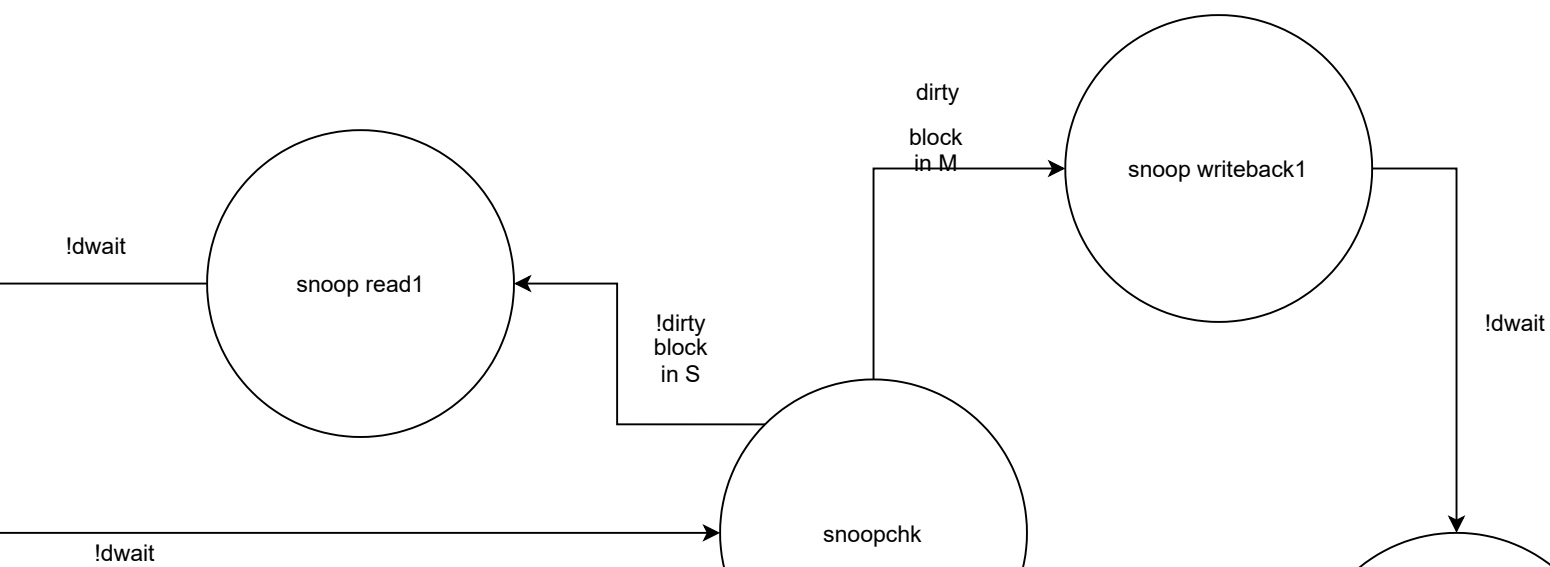 dirty
block
in M
snoop writeback1
!dwait
snoop read1
!dirty
block
in S
!dwait
snoopchk
!dwait